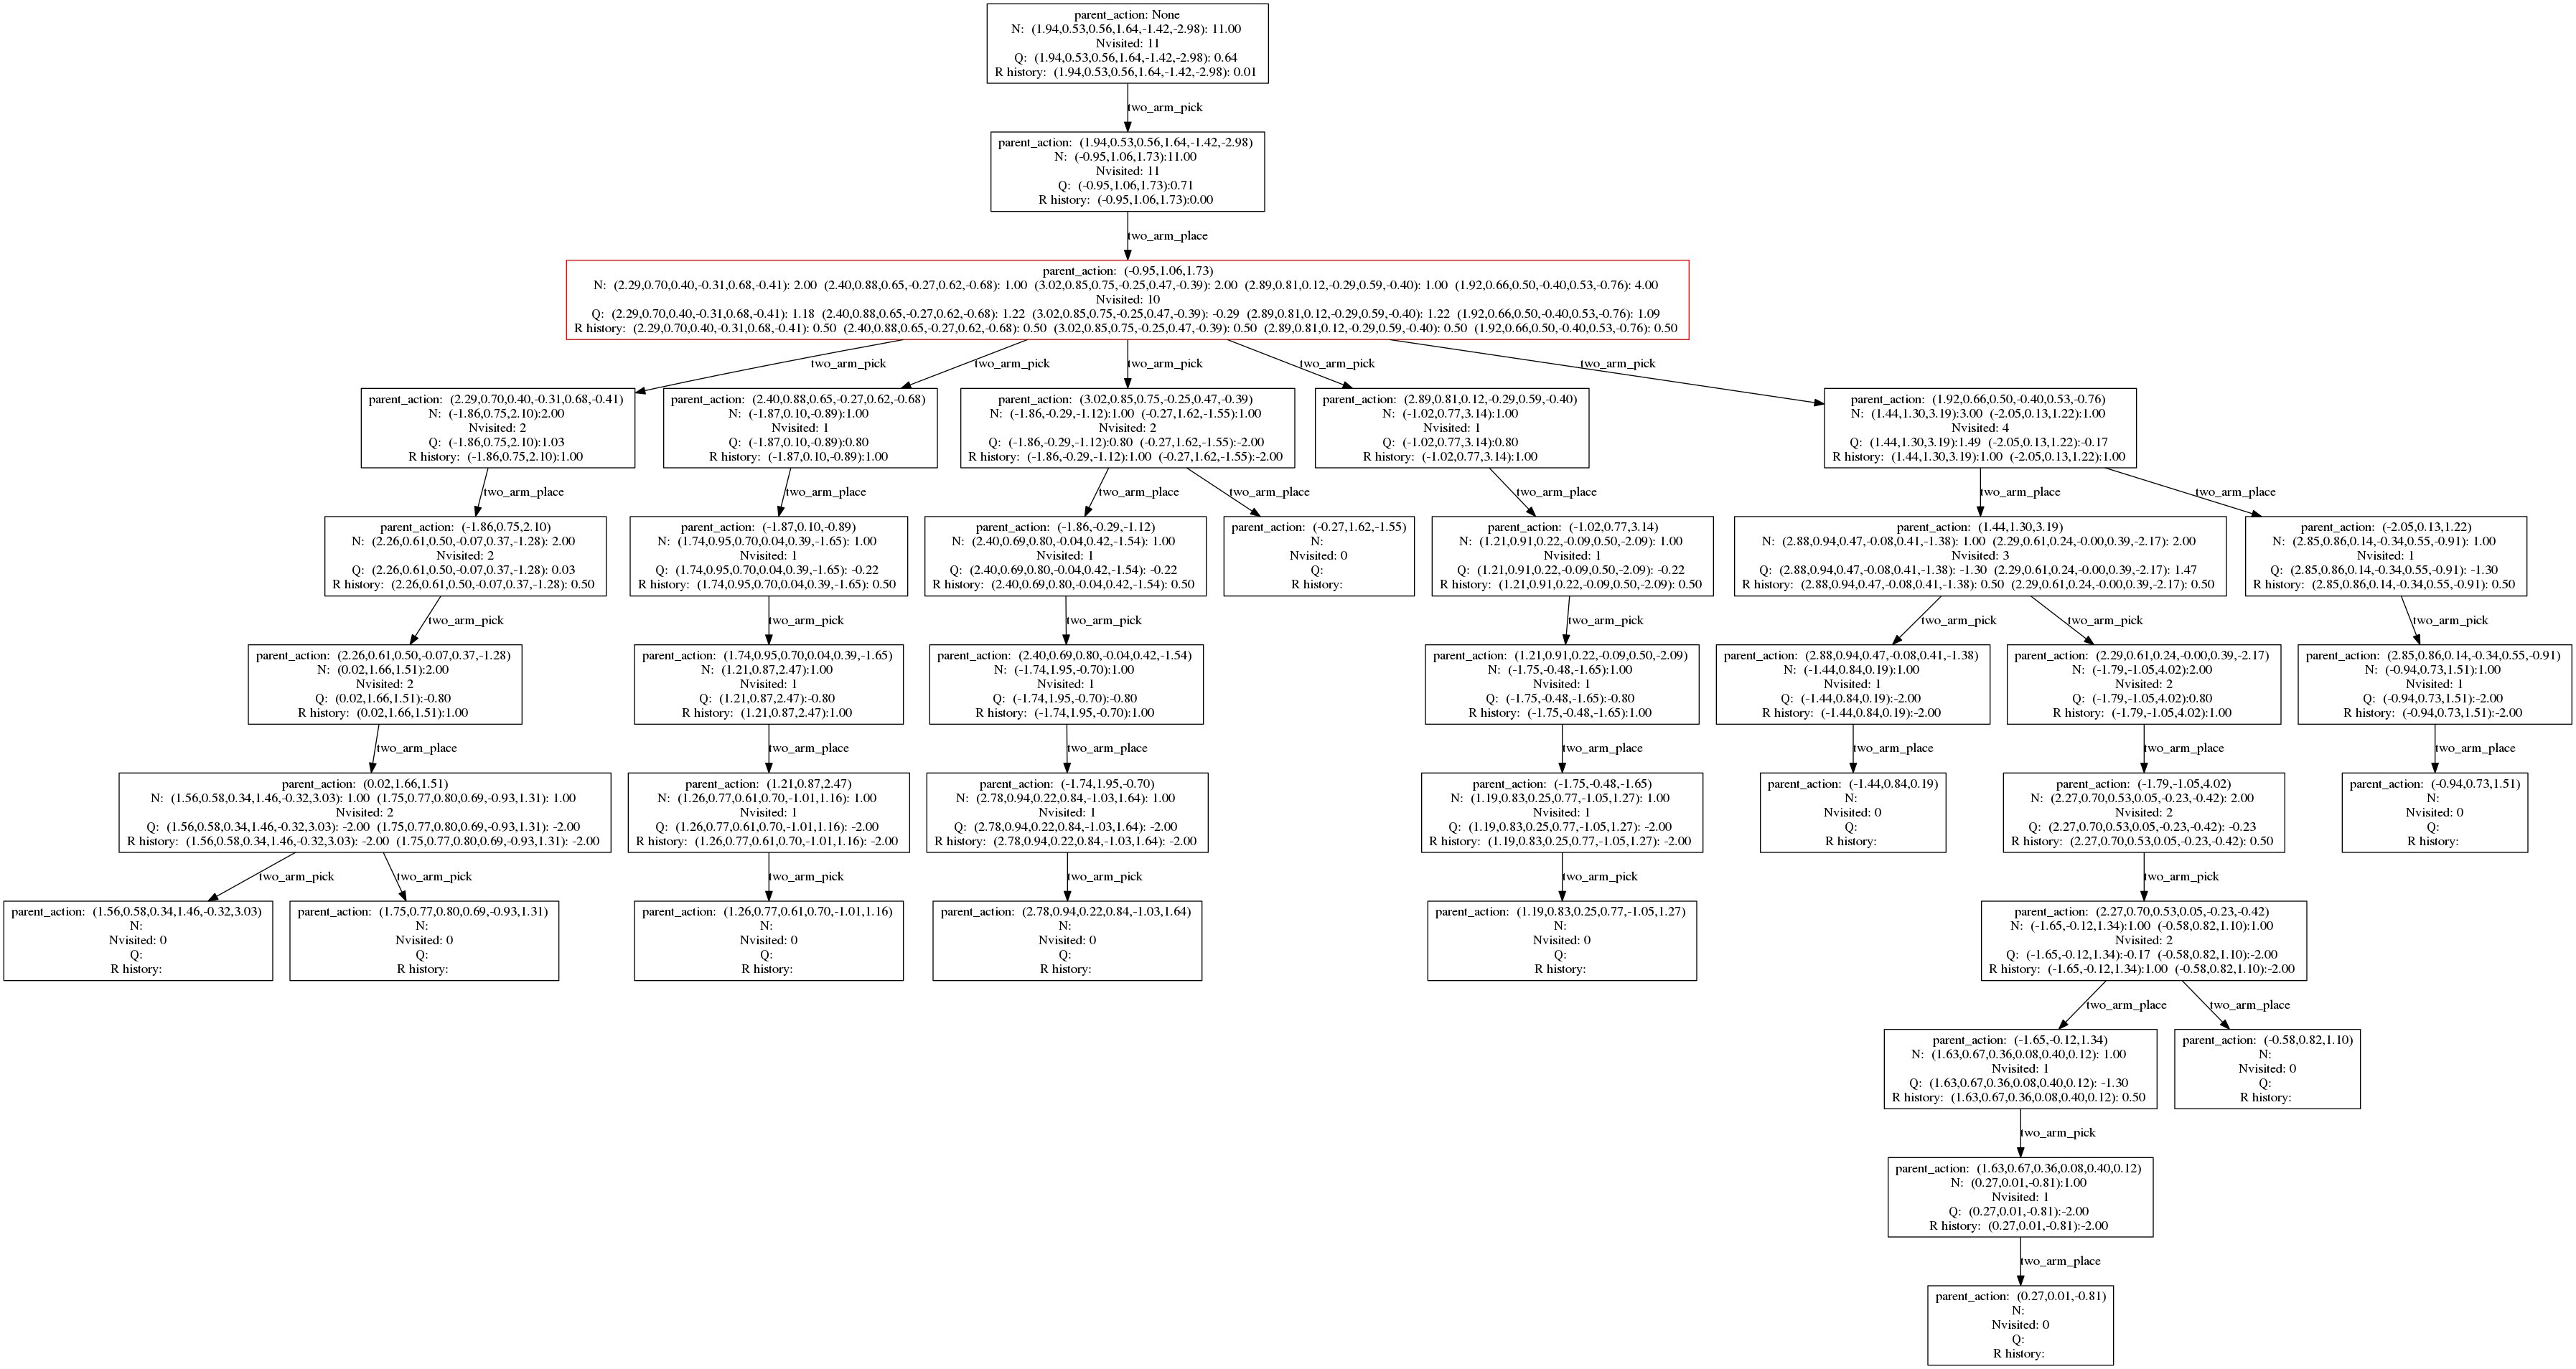 parent_action: None
N: (1.94,0.53,0.56,1.64,-1.42,-2.98): 11.00
Nvisited: 11
Q: (1.94,0.53,0.56,1.64,-1.42,-2.98): 0.64
R history: (1.94,0.53,0.56,1.64,-1.42,-2.98): 0.01
two_arm_pick
parent_action: (1.94,0.53,0.56,1.64,-1.42,-2.98)
N: (-0.95,1.06,1.73):11.00
Nvisited: 11
Q: (-0.95,1.06,1.73):0.71
R history: (-0.95,1.06,1.73):0.00
two_arm_place
parent_action: (-0.95,1.06,1.73)
N: (2.29,0.70,0.40,-0.31,0.68,-0.41): 2.00 (2.40,0.88,0.65,-0.27,0.62,-0.68): 1.00 (3.02,0.85,0.75,-0.25,0.47,-0.39): 2.00 (2.89,0.81,0.12,-0.29,0.59,-0.40): 1.00 (1.92,0.66,0.50,-0.40,0.53,-0.76): 4.00
Nvisited: 10
Q: (2.29,0.70,0.40,-0.31,0.68,-0.41): 1.18 (2.40,0.88,0.65,-0.27,0.62,-0.68): 1.22 (3.02,0.85,0.75,-0.25,0.47,-0.39): -0.29 (2.89,0.81,0.12,-0.29,0.59,-0.40): 1.22 (1.92,0.66,0.50,-0.40,0.53,-0.76): 1.09
R history: (2.29,0.70,0.40,-0.31,0.68,-0.41): 0.50 (2.40,0.88,0.65,-0.27,0.62,-0.68): 0.50 (3.02,0.85,0.75,-0.25,0.47,-0.39): 0.50 (2.89,0.81,0.12,-0.29,0.59,-0.40): 0.50 (1.92,0.66,0.50,-0.40,0.53,-0.76): 0.50
two_arm_pick
two_arm_pick
two_arm_pick
two_arm_pick
two_arm_pick
parent_action: (2.29,0.70,0.40,-0.31,0.68,-0.41)
N: (-1.86,0.75,2.10):2.00
Nvisited: 2
Q: (-1.86,0.75,2.10):1.03
R history: (-1.86,0.75,2.10):1.00
parent_action: (2.40,0.88,0.65,-0.27,0.62,-0.68)
N: (-1.87,0.10,-0.89):1.00
Nvisited: 1
Q: (-1.87,0.10,-0.89):0.80
R history: (-1.87,0.10,-0.89):1.00
parent_action: (3.02,0.85,0.75,-0.25,0.47,-0.39)
N: (-1.86,-0.29,-1.12):1.00 (-0.27,1.62,-1.55):1.00
Nvisited: 2
Q: (-1.86,-0.29,-1.12):0.80 (-0.27,1.62,-1.55):-2.00
R history: (-1.86,-0.29,-1.12):1.00 (-0.27,1.62,-1.55):-2.00
parent_action: (2.89,0.81,0.12,-0.29,0.59,-0.40)
N: (-1.02,0.77,3.14):1.00
Nvisited: 1
Q: (-1.02,0.77,3.14):0.80
R history: (-1.02,0.77,3.14):1.00
parent_action: (1.92,0.66,0.50,-0.40,0.53,-0.76)
N: (1.44,1.30,3.19):3.00 (-2.05,0.13,1.22):1.00
Nvisited: 4
Q: (1.44,1.30,3.19):1.49 (-2.05,0.13,1.22):-0.17
R history: (1.44,1.30,3.19):1.00 (-2.05,0.13,1.22):1.00
two_arm_place
two_arm_place
two_arm_place
two_arm_place
two_arm_place
two_arm_place
two_arm_place
parent_action: (-1.86,0.75,2.10)
N: (2.26,0.61,0.50,-0.07,0.37,-1.28): 2.00
Nvisited: 2
Q: (2.26,0.61,0.50,-0.07,0.37,-1.28): 0.03
R history: (2.26,0.61,0.50,-0.07,0.37,-1.28): 0.50
parent_action: (-1.87,0.10,-0.89)
N: (1.74,0.95,0.70,0.04,0.39,-1.65): 1.00
Nvisited: 1
Q: (1.74,0.95,0.70,0.04,0.39,-1.65): -0.22
R history: (1.74,0.95,0.70,0.04,0.39,-1.65): 0.50
parent_action: (-1.86,-0.29,-1.12)
N: (2.40,0.69,0.80,-0.04,0.42,-1.54): 1.00
Nvisited: 1
Q: (2.40,0.69,0.80,-0.04,0.42,-1.54): -0.22
R history: (2.40,0.69,0.80,-0.04,0.42,-1.54): 0.50
parent_action: (-0.27,1.62,-1.55)
N:
Nvisited: 0
Q:
R history:
parent_action: (-1.02,0.77,3.14)
N: (1.21,0.91,0.22,-0.09,0.50,-2.09): 1.00
Nvisited: 1
Q: (1.21,0.91,0.22,-0.09,0.50,-2.09): -0.22
R history: (1.21,0.91,0.22,-0.09,0.50,-2.09): 0.50
parent_action: (1.44,1.30,3.19)
N: (2.88,0.94,0.47,-0.08,0.41,-1.38): 1.00 (2.29,0.61,0.24,-0.00,0.39,-2.17): 2.00
Nvisited: 3
Q: (2.88,0.94,0.47,-0.08,0.41,-1.38): -1.30 (2.29,0.61,0.24,-0.00,0.39,-2.17): 1.47
R history: (2.88,0.94,0.47,-0.08,0.41,-1.38): 0.50 (2.29,0.61,0.24,-0.00,0.39,-2.17): 0.50
parent_action: (-2.05,0.13,1.22)
N: (2.85,0.86,0.14,-0.34,0.55,-0.91): 1.00
Nvisited: 1
Q: (2.85,0.86,0.14,-0.34,0.55,-0.91): -1.30
R history: (2.85,0.86,0.14,-0.34,0.55,-0.91): 0.50
two_arm_pick
two_arm_pick
two_arm_pick
two_arm_pick
two_arm_pick
two_arm_pick
two_arm_pick
parent_action: (2.26,0.61,0.50,-0.07,0.37,-1.28)
N: (0.02,1.66,1.51):2.00
Nvisited: 2
Q: (0.02,1.66,1.51):-0.80
R history: (0.02,1.66,1.51):1.00
parent_action: (1.74,0.95,0.70,0.04,0.39,-1.65)
N: (1.21,0.87,2.47):1.00
Nvisited: 1
Q: (1.21,0.87,2.47):-0.80
R history: (1.21,0.87,2.47):1.00
parent_action: (2.40,0.69,0.80,-0.04,0.42,-1.54)
N: (-1.74,1.95,-0.70):1.00
Nvisited: 1
Q: (-1.74,1.95,-0.70):-0.80
R history: (-1.74,1.95,-0.70):1.00
parent_action: (1.21,0.91,0.22,-0.09,0.50,-2.09)
N: (-1.75,-0.48,-1.65):1.00
Nvisited: 1
Q: (-1.75,-0.48,-1.65):-0.80
R history: (-1.75,-0.48,-1.65):1.00
parent_action: (2.88,0.94,0.47,-0.08,0.41,-1.38)
N: (-1.44,0.84,0.19):1.00
Nvisited: 1
Q: (-1.44,0.84,0.19):-2.00
R history: (-1.44,0.84,0.19):-2.00
parent_action: (2.29,0.61,0.24,-0.00,0.39,-2.17)
N: (-1.79,-1.05,4.02):2.00
Nvisited: 2
Q: (-1.79,-1.05,4.02):0.80
R history: (-1.79,-1.05,4.02):1.00
parent_action: (2.85,0.86,0.14,-0.34,0.55,-0.91)
N: (-0.94,0.73,1.51):1.00
Nvisited: 1
Q: (-0.94,0.73,1.51):-2.00
R history: (-0.94,0.73,1.51):-2.00
two_arm_place
two_arm_place
two_arm_place
two_arm_place
two_arm_place
two_arm_place
two_arm_place
parent_action: (0.02,1.66,1.51)
N: (1.56,0.58,0.34,1.46,-0.32,3.03): 1.00 (1.75,0.77,0.80,0.69,-0.93,1.31): 1.00
Nvisited: 2
Q: (1.56,0.58,0.34,1.46,-0.32,3.03): -2.00 (1.75,0.77,0.80,0.69,-0.93,1.31): -2.00
R history: (1.56,0.58,0.34,1.46,-0.32,3.03): -2.00 (1.75,0.77,0.80,0.69,-0.93,1.31): -2.00
parent_action: (1.21,0.87,2.47)
N: (1.26,0.77,0.61,0.70,-1.01,1.16): 1.00
Nvisited: 1
Q: (1.26,0.77,0.61,0.70,-1.01,1.16): -2.00
R history: (1.26,0.77,0.61,0.70,-1.01,1.16): -2.00
parent_action: (-1.74,1.95,-0.70)
N: (2.78,0.94,0.22,0.84,-1.03,1.64): 1.00
Nvisited: 1
Q: (2.78,0.94,0.22,0.84,-1.03,1.64): -2.00
R history: (2.78,0.94,0.22,0.84,-1.03,1.64): -2.00
parent_action: (-1.75,-0.48,-1.65)
N: (1.19,0.83,0.25,0.77,-1.05,1.27): 1.00
Nvisited: 1
Q: (1.19,0.83,0.25,0.77,-1.05,1.27): -2.00
R history: (1.19,0.83,0.25,0.77,-1.05,1.27): -2.00
parent_action: (-1.44,0.84,0.19)
N:
Nvisited: 0
Q:
R history:
parent_action: (-1.79,-1.05,4.02)
N: (2.27,0.70,0.53,0.05,-0.23,-0.42): 2.00
Nvisited: 2
Q: (2.27,0.70,0.53,0.05,-0.23,-0.42): -0.23
R history: (2.27,0.70,0.53,0.05,-0.23,-0.42): 0.50
parent_action: (-0.94,0.73,1.51)
N:
Nvisited: 0
Q:
R history:
two_arm_pick
two_arm_pick
two_arm_pick
two_arm_pick
two_arm_pick
two_arm_pick
parent_action: (1.56,0.58,0.34,1.46,-0.32,3.03)
N:
Nvisited: 0
Q:
R history:
parent_action: (1.75,0.77,0.80,0.69,-0.93,1.31)
N:
Nvisited: 0
Q:
R history:
parent_action: (1.26,0.77,0.61,0.70,-1.01,1.16)
N:
Nvisited: 0
Q:
R history:
parent_action: (2.78,0.94,0.22,0.84,-1.03,1.64)
N:
Nvisited: 0
Q:
R history:
parent_action: (1.19,0.83,0.25,0.77,-1.05,1.27)
N:
Nvisited: 0
Q:
R history:
parent_action: (2.27,0.70,0.53,0.05,-0.23,-0.42)
N: (-1.65,-0.12,1.34):1.00 (-0.58,0.82,1.10):1.00
Nvisited: 2
Q: (-1.65,-0.12,1.34):-0.17 (-0.58,0.82,1.10):-2.00
R history: (-1.65,-0.12,1.34):1.00 (-0.58,0.82,1.10):-2.00
two_arm_place
two_arm_place
parent_action: (-1.65,-0.12,1.34)
N: (1.63,0.67,0.36,0.08,0.40,0.12): 1.00
Nvisited: 1
Q: (1.63,0.67,0.36,0.08,0.40,0.12): -1.30
R history: (1.63,0.67,0.36,0.08,0.40,0.12): 0.50
parent_action: (-0.58,0.82,1.10)
N:
Nvisited: 0
Q:
R history:
two_arm_pick
parent_action: (1.63,0.67,0.36,0.08,0.40,0.12)
N: (0.27,0.01,-0.81):1.00
Nvisited: 1
Q: (0.27,0.01,-0.81):-2.00
R history: (0.27,0.01,-0.81):-2.00
two_arm_place
parent_action: (0.27,0.01,-0.81)
N:
Nvisited: 0
Q:
R history: